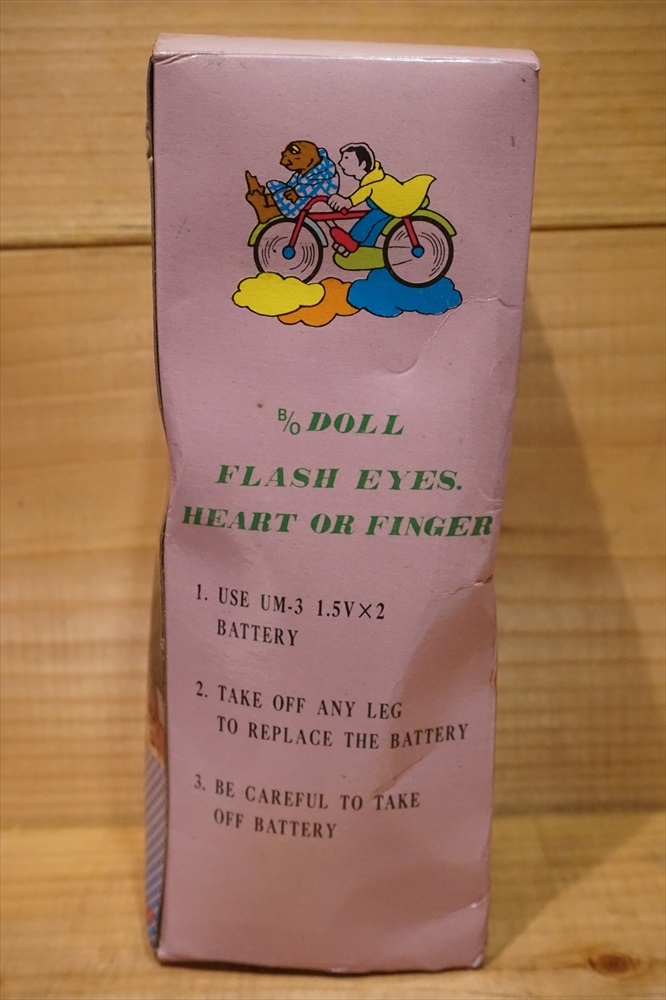 B/O DOLL
FLASH EYES.
HEART OR FINGER
1. USE UM-3 1.5V×2
BATTERY
2. TAKE OFF ANY LEG
TO REPLACE THE BATTERY
3. BE CAREFUL TO TAKE
OFF BATTERY